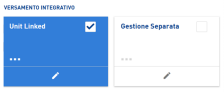 VERSAMENTO INTEGRATIVO
Unit Linked
Gestione Separata
...
...